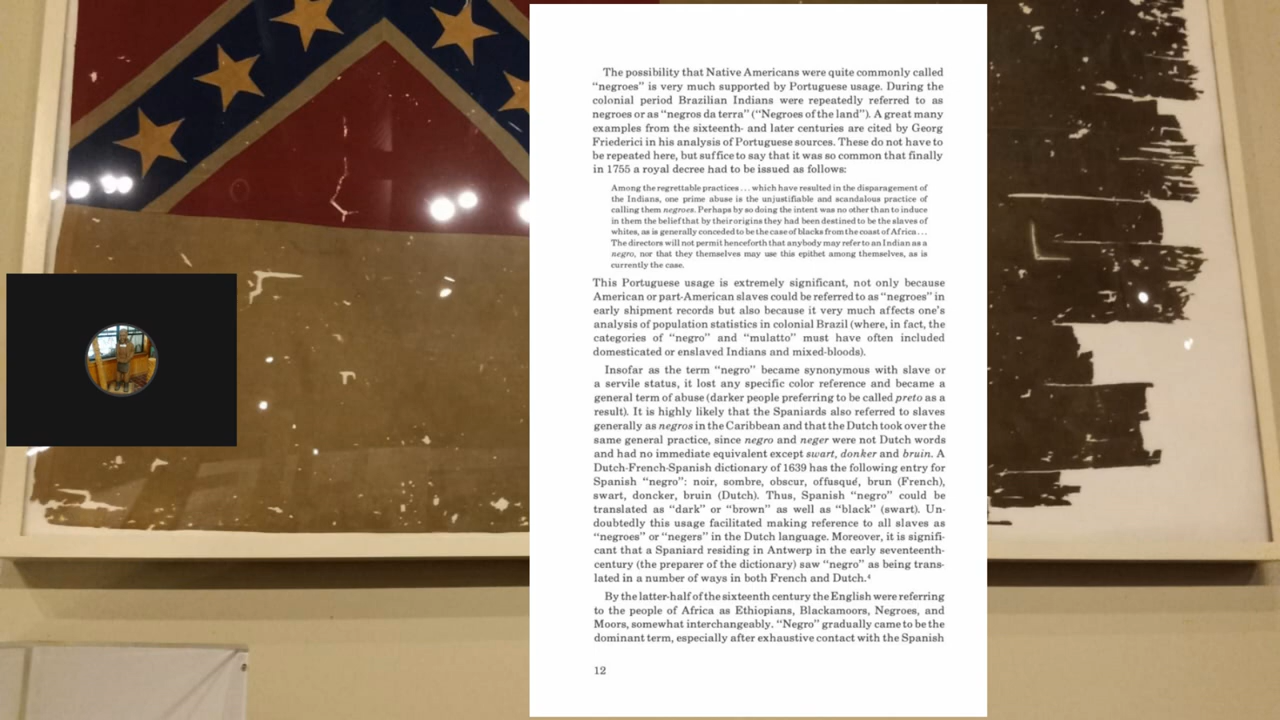 The possibility that Native Americans were quite commonly called
“negroes” is very much supported by Portuguese usage. During the
colonial period Brazilian Indians were repeatedly referred to as
negroes or as “negros da terra” (“Negroes of the land”). A great many
examples from the sixteenth- and later centuries are cited by Georg
Friederici in his analysis of Portuguese sources. These do not have to
be repeated here, but suffice to say that it was so common that finally
in 1755 a royal decree had to be issued as follows:
Among the regrettable practices . . . which have resulted in the disparagement of
the Indians, one prime abuse is the unjustifiable and scandalous practice of
calling them negroes. Perhaps by so doing the intent was no other than to induce
in them the belief that by their origins they had been destined to be the slaves of
whites, as is generally conceded to be the case of blacks from the coast of Africa . . .
The directors will not permit henceforth that anybody may refer to an Indian as a
negro, nor that they themselves may use this epithet among themselves, as is
currently the case.
This Portuguese usage is extremely significant, not only because
American or part-American slaves could be referred to as “negroes” in
early shipment records but also because it very much affects one’s
analysis of population statistics in colonial Brazil (where, in fact, the
categories of “negro” and “mulatto” must have often included
domesticated or enslaved Indians and mixed-bloods).
Insofar as the term “negro” became synonymous with slave or
a servile status, it lost any specific color reference and became a
general term of abuse (darker people preferring to be called preto as a
result). It is highly likely that the Spaniards also referred to slaves
generally as negros in the Caribbean and that the Dutch took over the
same general practice, since negro and neger were not Dutch words
and had no immediate equivalent except swart, donker and bruin. A
Dutch-French-Spanish dictionary of 1639 has the following entry for
Spanish “negro”: noir, sombre, obscur, offusqué, brun (French),
swart, doncker, bruin (Dutch). Thus, Spanish “negro” could be
translated as “dark” or “brown” as well as “black” (swart). Un-
doubtedly this usage facilitated making reference to all slaves as
“negroes” or “negers” in the Dutch language. Moreover, it is signifi-
cant that a Spaniard residing in Antwerp in the early seventeenth-
century (the preparer of the dictionary) saw “negro” as being trans-
lated in a number of ways in both French and Dutch.⁴
By the latter-half of the sixteenth century the English were referring
to the people of Africa as Ethiopians, Blackamoors, Negroes, and
Moors, somewhat interchangeably. “Negro” gradually came to be the
dominant term, especially after exhaustive contact with the Spanish
12